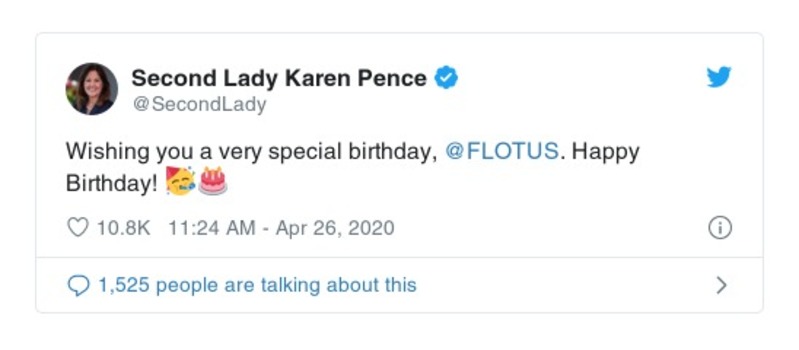 Second Lady Karen Pence
@SecondLady
Wishing you a very special birthday, @FLOTUS. Happy
Birthday! 🥳🎂
10.8K 11:24 AM - Apr 26, 2020
1,525 people are talking about this